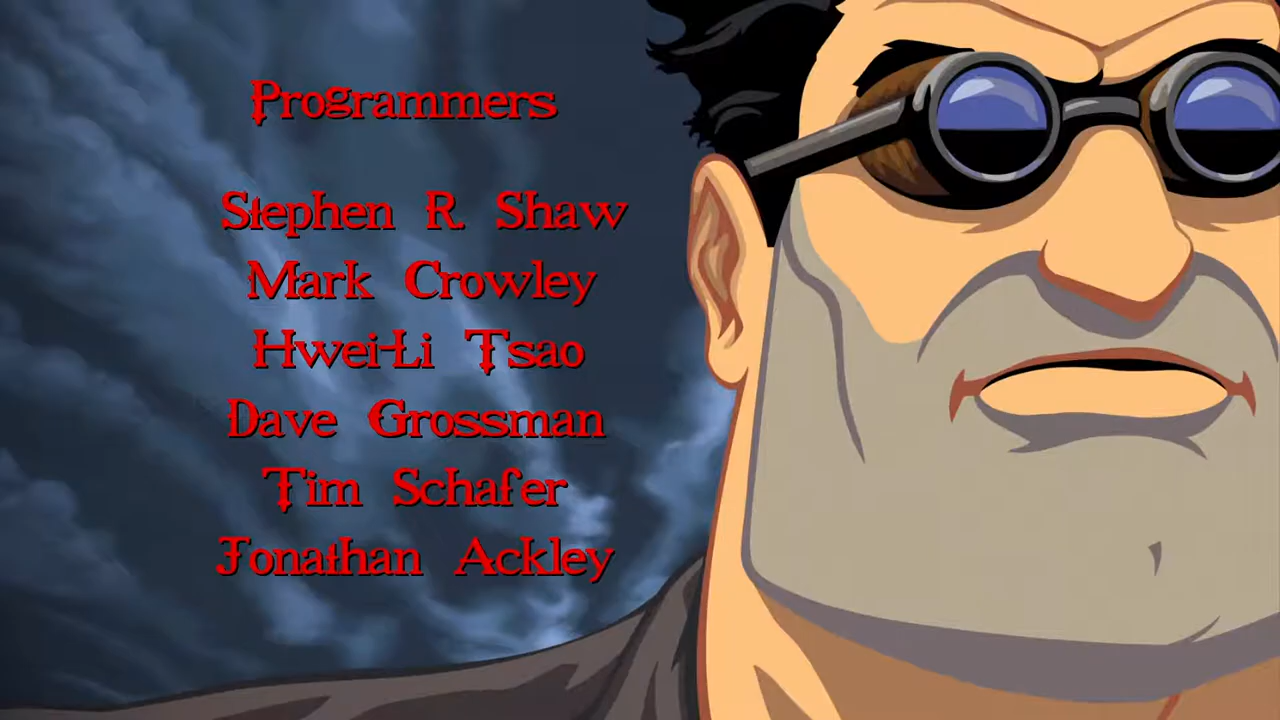 Programmers
Stephen R. Shaw
Mark Crowley
Hwei-Li Tsao
Dave Grossman
Tim Schafer
Jonathan Ackley